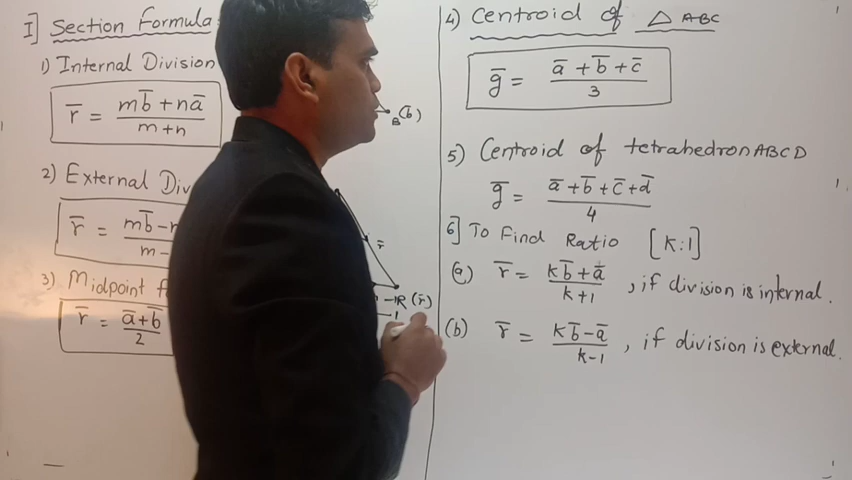 I] Section Formula
1) Internal Division
r̄ = (mb̄ + nā)/(m+n)
2) External
r̄ =
3) Midpoint
r̄ = (ā+b̄)/2
B(b̄)
r̄
R(r̄)
4) Centroid of △ ABC
ḡ = (ā + b̄ + c̄)/3
5) Centroid of tetrahedron ABCD
ḡ = (ā + b̄ + c̄ + d̄)/4
6] To Find Ratio [k:1]
(a) r̄ = (kb̄ + ā)/(k+1) , if division is internal.
(b) r̄ = (kb̄ - ā)/(k-1) , if division is external.